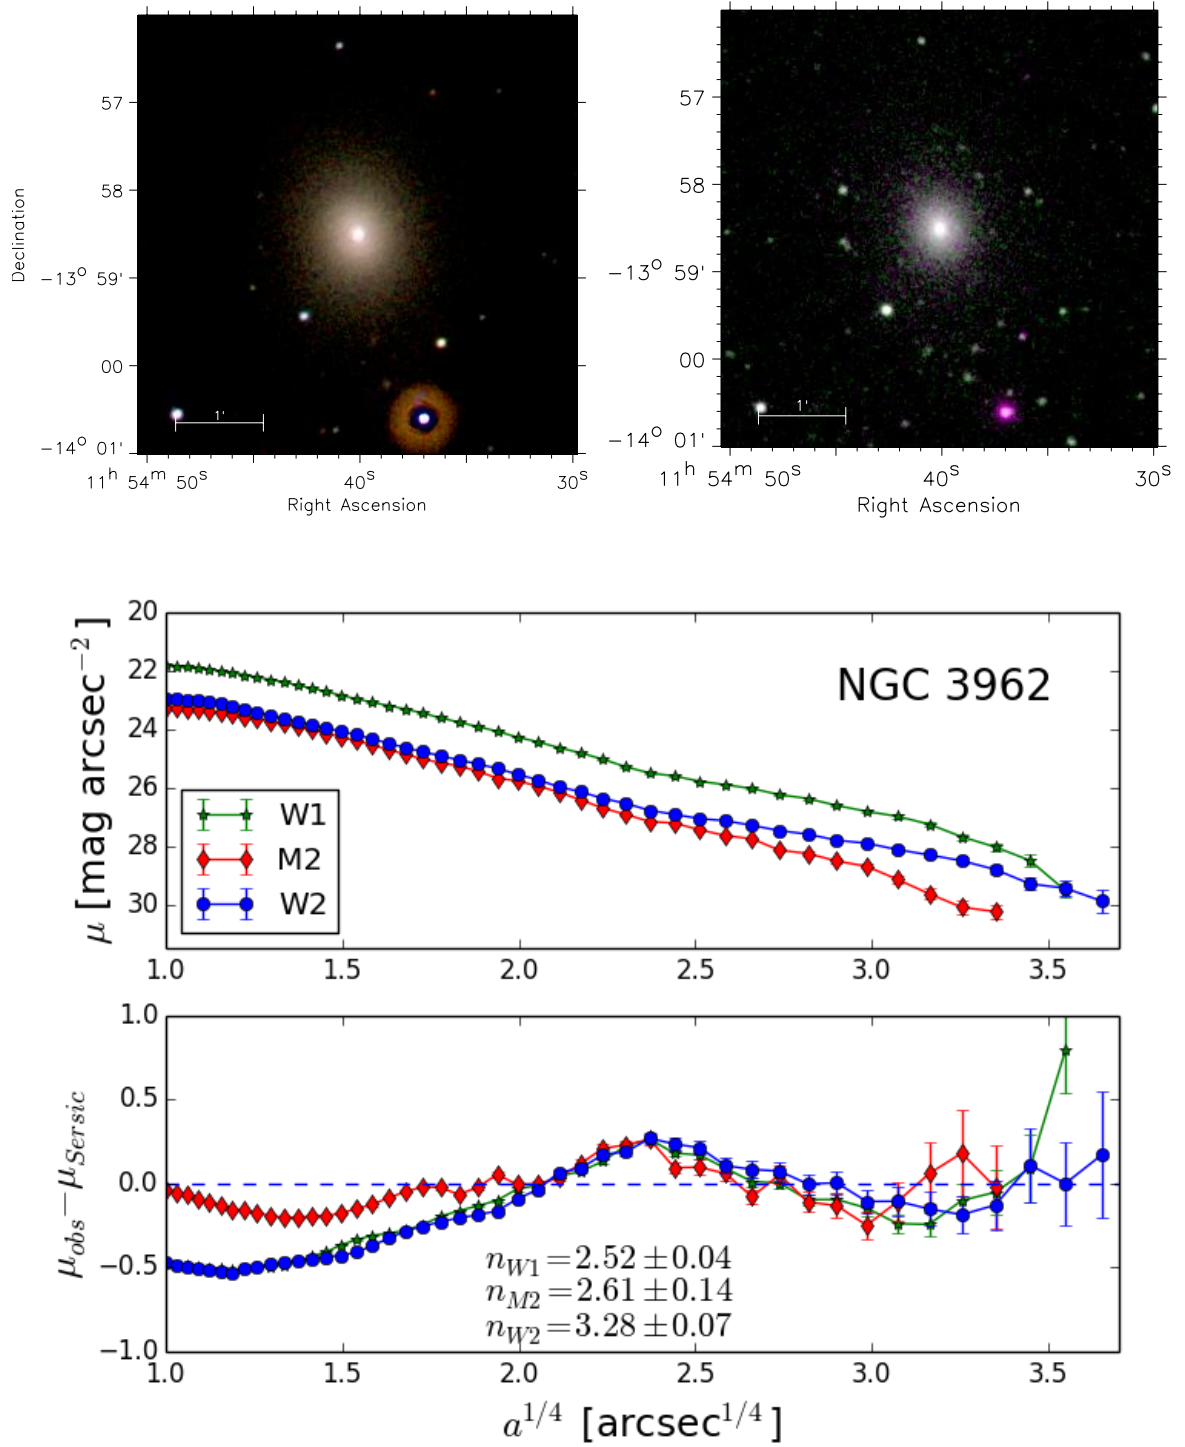 57
58
Declination
−13° 59'
00
1'
−14° 01'
11h 54m 50s 40s 30s
Right Ascension
57
58
−13° 59'
00
1'
−14° 01'
11h 54m 50s 40s 30s
Right Ascension
20
22
24
26
28
30
μ [mag arcsec−2]
NGC 3962
W1
M2
W2
1.0 1.5 2.0 2.5 3.0 3.5
1.0
0.5
0.0
−0.5
−1.0
μobs−μSersic
nW1=2.52 ±0.04
nM2=2.61 ±0.14
nW2=3.28 ±0.07
1.0 1.5 2.0 2.5 3.0 3.5
a1/4 [arcsec1/4]